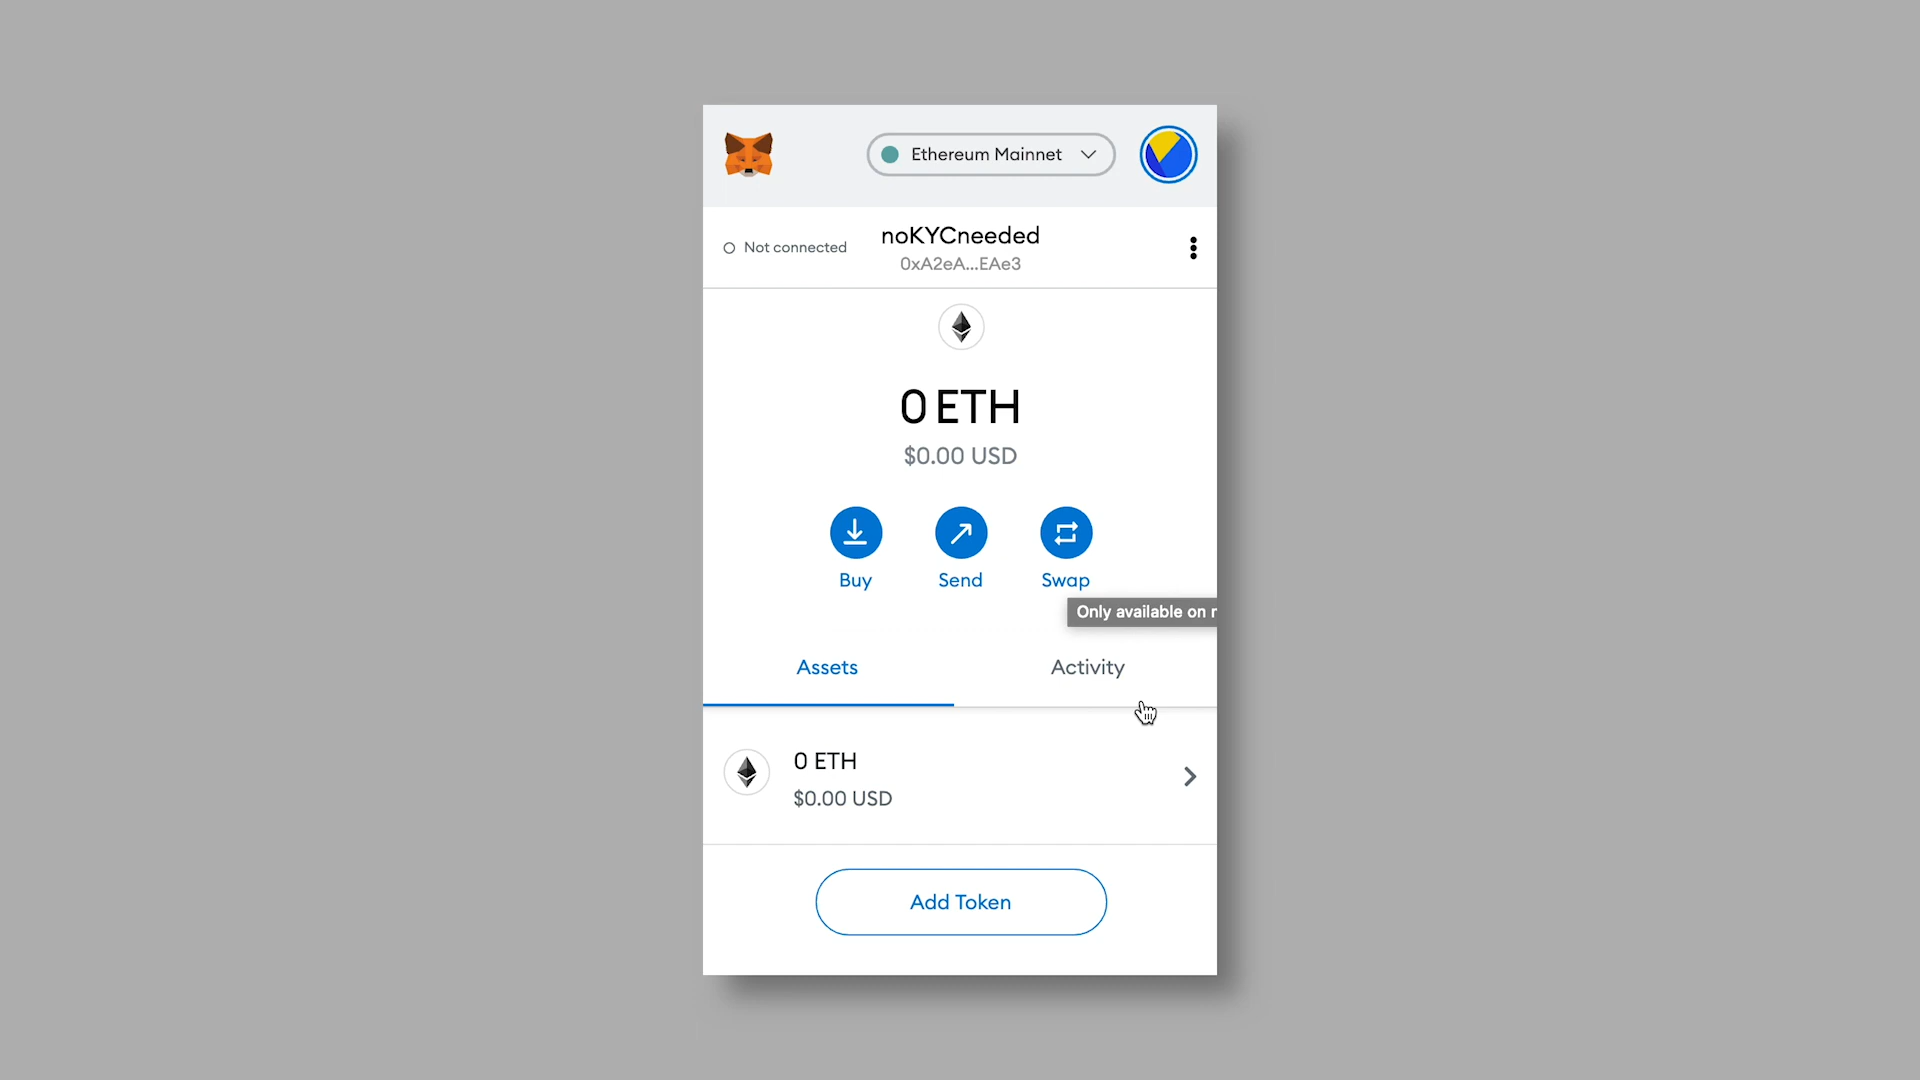 Ethereum Mainnet
Not connected
noKYCneeded
0xA2eA...EAe3
0 ETH
$0.00 USD
Buy
Send
Swap
Only available on
Assets
Activity
0 ETH
$0.00 USD
Add Token